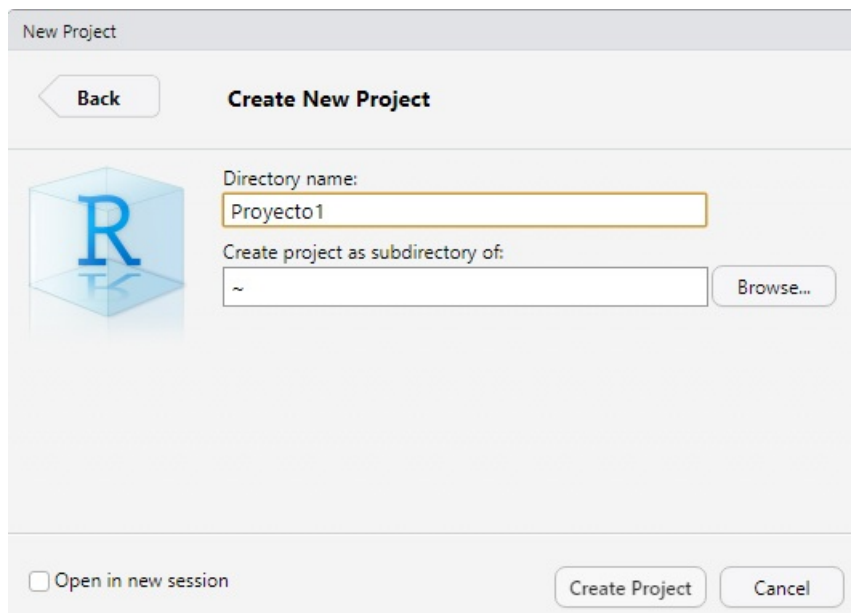 New Project
Back
Create New Project
R
Directory name:
Proyecto1
Create project as subdirectory of:
~
Browse...
Open in new session
Create Project
Cancel